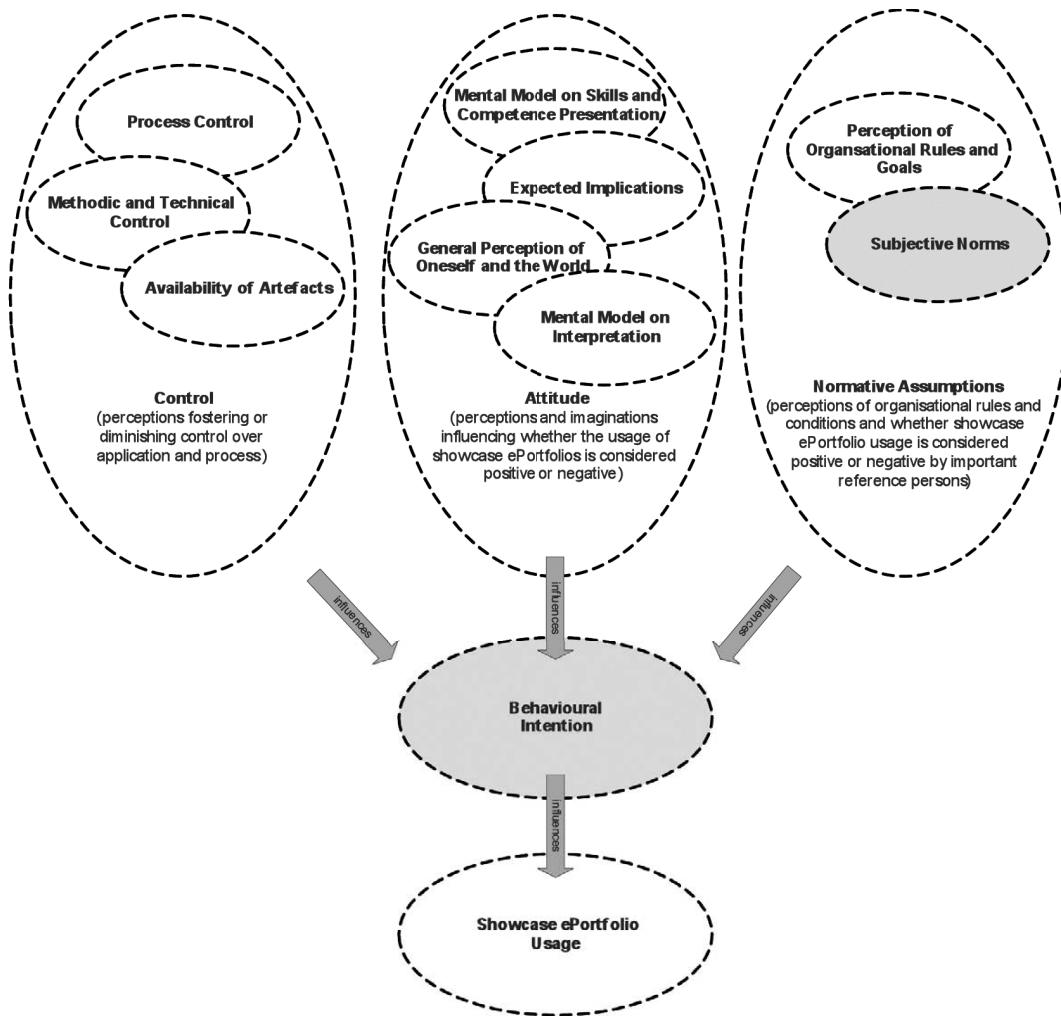 Process Control
Methodic and Technical
Control
Availability of Artefacts
Control
(perceptions fostering or
diminishing control over
application and process)
Mental Model on Skills and
Competence Presentation
Expected Implications
General Perception of
Oneself and the World
Mental Model on
Interpretation
Attitude
(perceptions and imaginations
influencing whether the usage of
showcase ePortfolios is considered
positive or negative)
Perception of
Organsational Rules and
Goals
Subjective Norms
Normative Assumptions
(perceptions of organisational rules and
conditions and whether showcase
ePortfolio usage is considered
positive or negative by important
reference persons)
influences
influences
influences
Behavioural
Intention
influences
Showcase ePortfolio
Usage